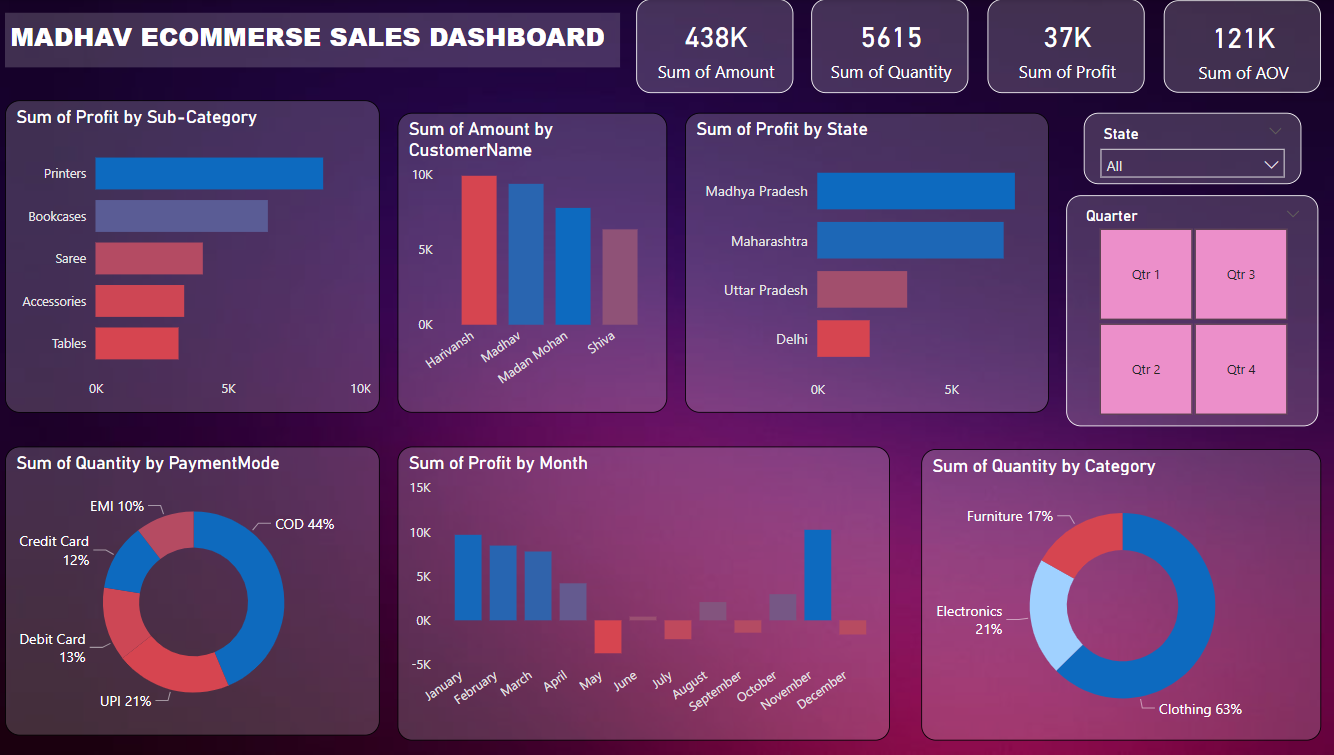 MADHAV ECOMMERSE SALES DASHBOARD
438K
Sum of Amount
5615
Sum of Quantity
37K
Sum of Profit
121K
Sum of AOV
Sum of Profit by Sub-Category
Printers
Bookcases
Saree
Accessories
Tables
0K 5K 10K
Sum of Amount by
CustomerName
10K
5K
0K
Harivansh
Madhav
Madan Mohan
Shiva
Sum of Profit by State
Madhya Pradesh
Maharashtra
Uttar Pradesh
Delhi
0K 5K
State
All
Quarter
Qtr 1 Qtr 3
Qtr 2 Qtr 4
Sum of Quantity by PaymentMode
EMI 10%
COD 44%
Credit Card
12%
Debit Card
13%
UPI 21%
Sum of Profit by Month
15K
10K
5K
0K
-5K
January
February
March
April
May
June
July
August
September
October
November
December
Sum of Quantity by Category
Furniture 17%
Electronics
21%
Clothing 63%